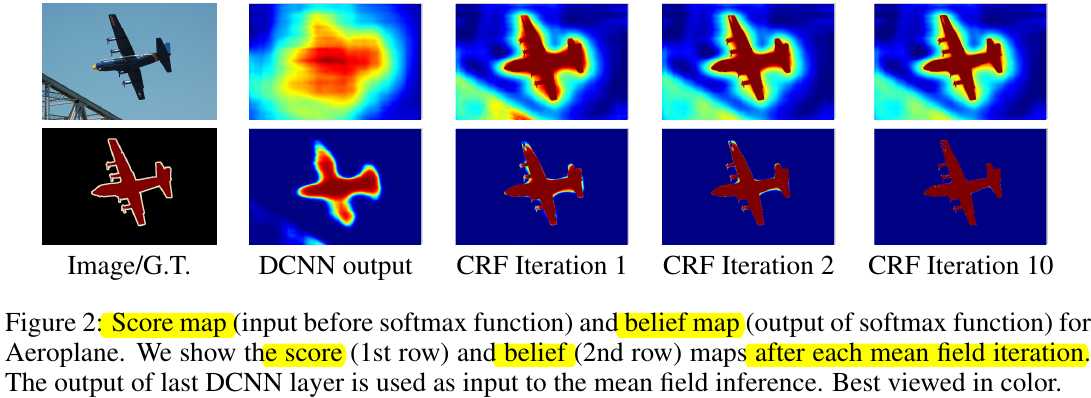 Image/G.T. DCNN output CRF Iteration 1 CRF Iteration 2 CRF Iteration 10
Figure 2: Score map (input before softmax function) and belief map (output of softmax function) for
Aeroplane. We show the score (1st row) and belief (2nd row) maps after each mean field iteration.
The output of last DCNN layer is used as input to the mean field inference. Best viewed in color.